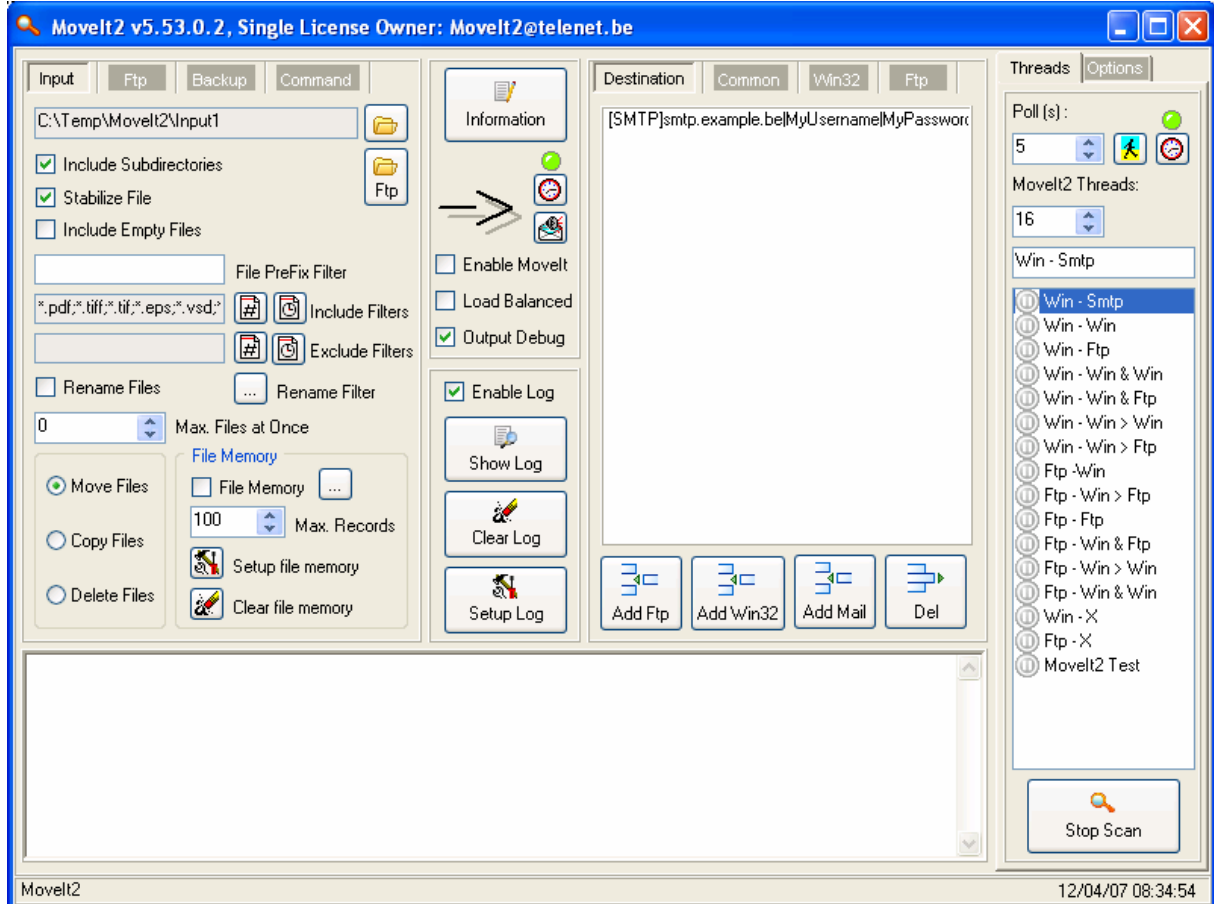 MoveIt2 v5.53.0.2, Single License Owner: MoveIt2@telenet.be
Input Ftp Backup Command
C:\Temp\MoveIt2\Input1
Include Subdirectories
Ftp
Stabilize File
Include Empty Files
File PreFix Filter
*.pdf;*.tiff;*.tif;*.eps;*.vsd;* # Include Filters
# Exclude Filters
Rename Files ... Rename Filter
0 Max. Files at Once
Move Files
Copy Files
Delete Files
File Memory
File Memory ...
100 Max. Records
Setup file memory
Clear file memory
Information
Enable MoveIt
Load Balanced
Output Debug
Enable Log
Show Log
Clear Log
Setup Log
Destination Common Win32 Ftp
[SMTP]smtp.example.be|MyUsername|MyPassword
Add Ftp Add Win32 Add Mail Del
Threads Options
Poll (s) :
5
MoveIt2 Threads:
16
Win - Smtp
Win - Smtp
Win - Win
Win - Ftp
Win - Win & Win
Win - Win & Ftp
Win - Win > Win
Win - Win > Ftp
Ftp -Win
Ftp - Win > Ftp
Ftp - Ftp
Ftp - Win & Ftp
Ftp - Win > Win
Ftp - Win & Win
Win - X
Ftp - X
MoveIt2 Test
Stop Scan
MoveIt2 12/04/07 08:34:54